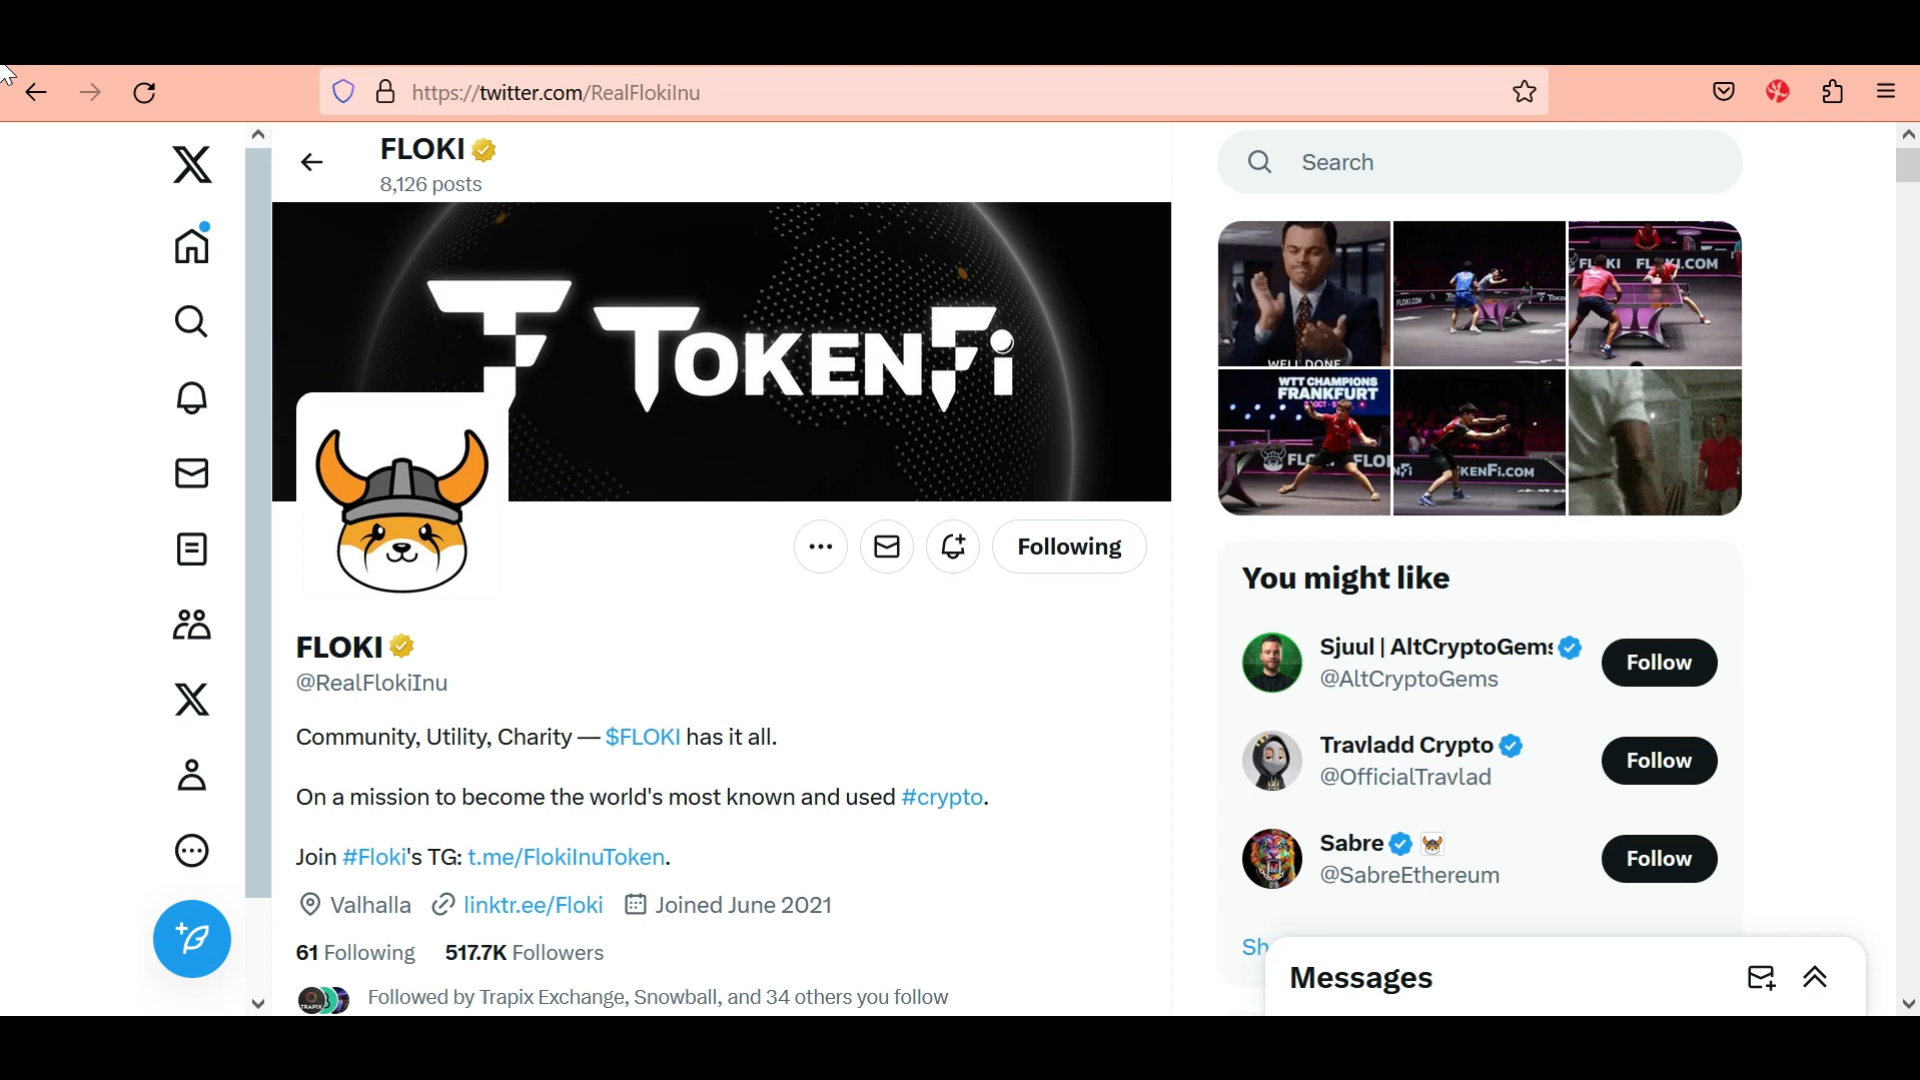 https://twitter.com/RealFlokiInu
FLOKI
8,126 posts
TOKENFi
Following
FLOKI
@RealFlokiInu
Community, Utility, Charity — $FLOKI has it all.
On a mission to become the world's most known and used #crypto.
Join #Floki's TG: t.me/FlokiInuToken.
Valhalla
linktr.ee/Floki
Joined June 2021
61 Following
517.7K Followers
Followed by Trapix Exchange, Snowball, and 34 others you follow
Search
WELL DONE
FLOKI.COM
WTT CHAMPIONS
FRANKFURT
KENFi.COM
You might like
Sjuul | AltCryptoGems
@AltCryptoGems
Follow
Travladd Crypto
@OfficialTravlad
Follow
Sabre
@SabreEthereum
Follow
Sh
Messages